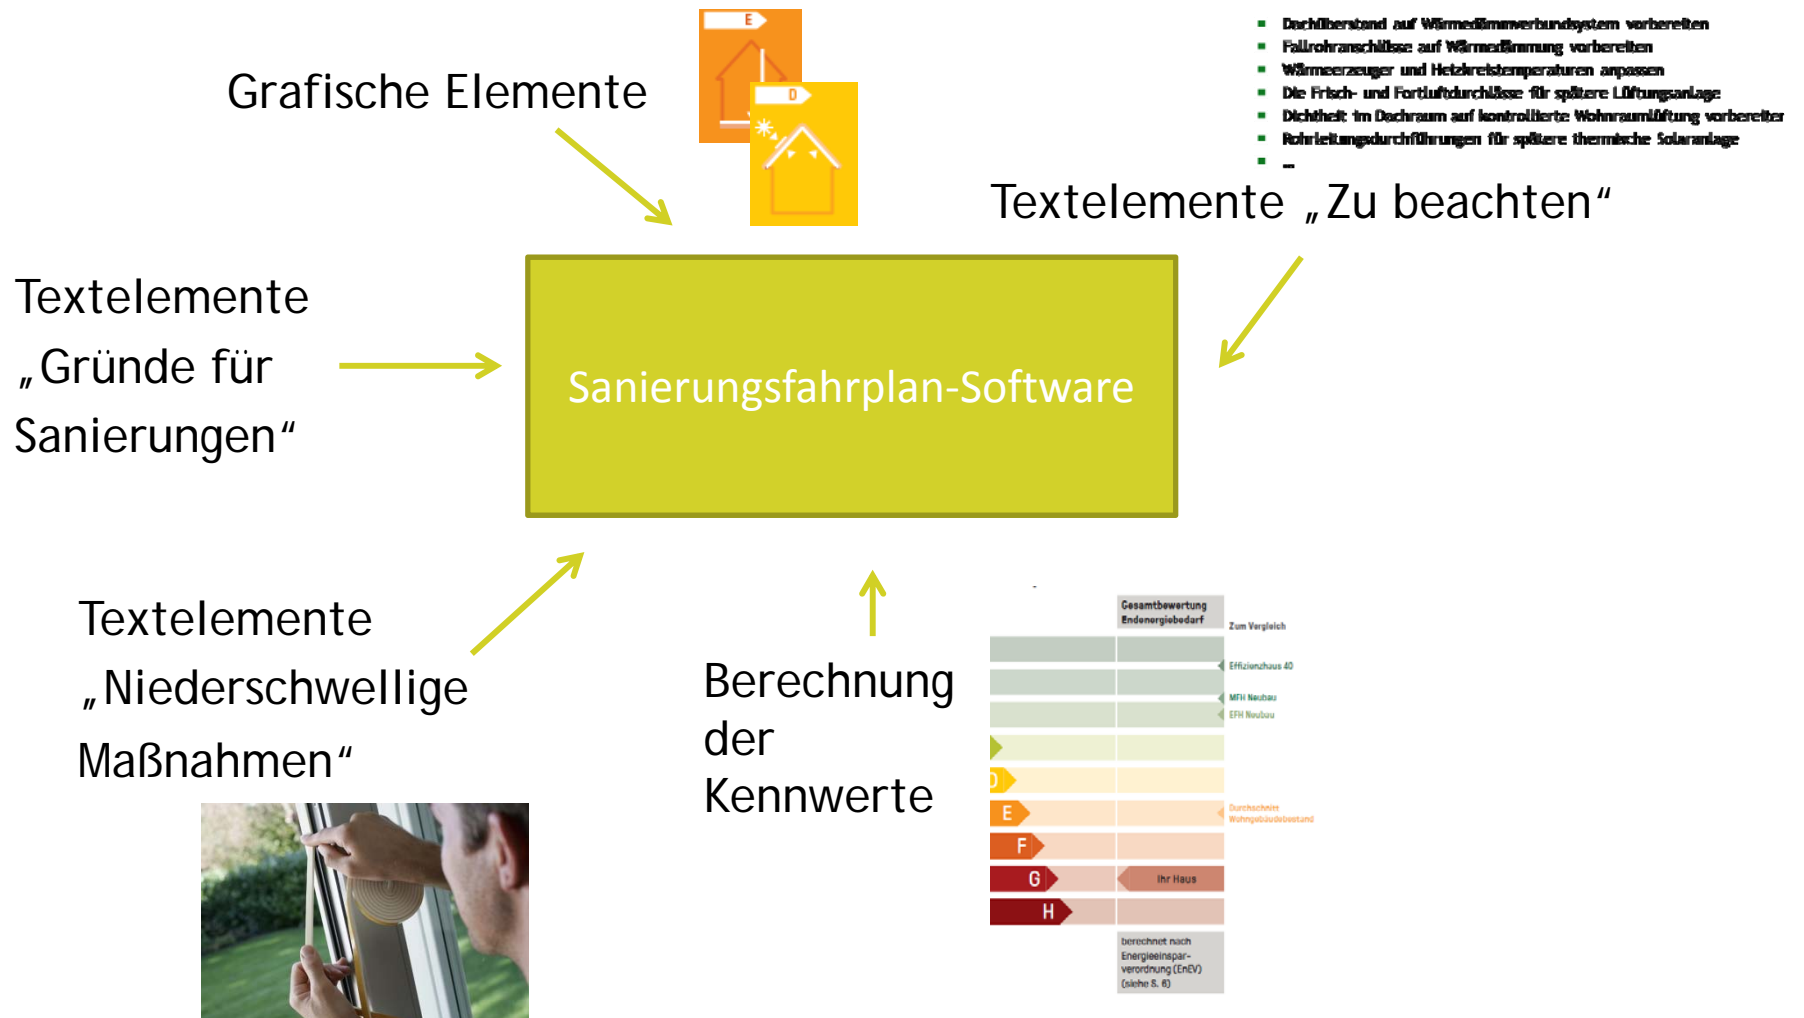 E
D
Grafische Elemente
Dachüberstand auf Wärmedämmverbundsystem vorbereiten
Fallrohranschlüsse auf Wärmedämmung vorbereiten
Wärmeerzeuger und Heizkreistemperaturen anpassen
Die Frisch- und Fortluftdurchlässe für spätere Lüftungsanlage
Dichtheit im Dachraum auf kontrollierte Wohnraumlüftung vorbereiten
Rohrleitungsdurchführungen für spätere thermische Solaranlage
...
Textelemente „Zu beachten“
Textelemente
„Gründe für
Sanierungen“
Sanierungsfahrplan-Software
Textelemente
„Niederschwellige
Maßnahmen“
Berechnung
der
Kennwerte
Gesamtbewertung
Endenergiebedarf
Zum Vergleich
Effizienzhaus 40
MFH Neubau
EFH Neubau
D
E
Durchschnitt
Wohngebäudebestand
F
G
Ihr Haus
H
berechnet nach
Energieeinspar-
verordnung (EnEV)
(siehe S. 6)